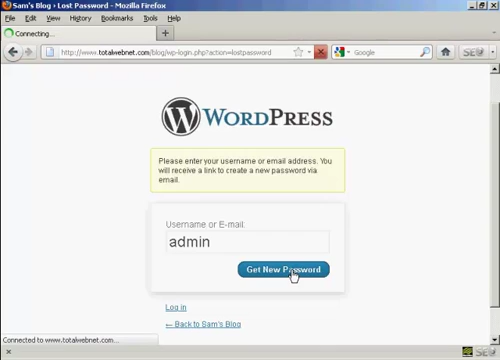 Sam's Blog › Lost Password - Mozilla Firefox
File Edit View History Bookmarks Tools Help
Connecting...
http://www.totalwebnet.com/blog/wp-login.php?action=lostpassword
Google
SEO
WORDPRESS
Please enter your username or email address. You
will receive a link to create a new password via
email.
Username or E-mail:
admin
Get New Password
Log in
← Back to Sam's Blog
Connected to www.totalwebnet.com...
SEO